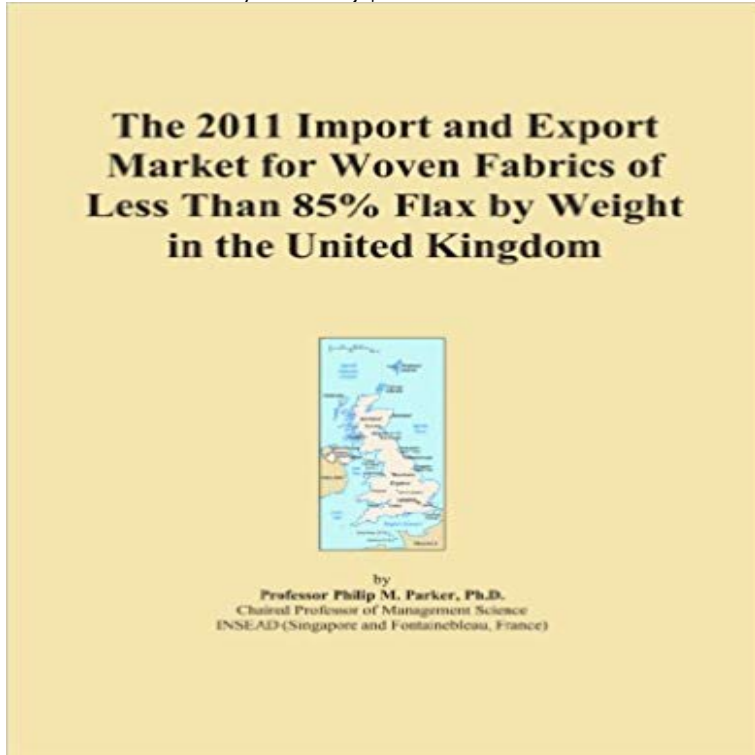 The 2011 Import and Export
Market for Woven Fabrics of
Less Than 85% Flax by Weight
in the United Kingdom
by
Professor Philip M. Parker, Ph.D.
Chaired Professor of Management Science
INSEAD (Singapore and Fontainebleau, France)